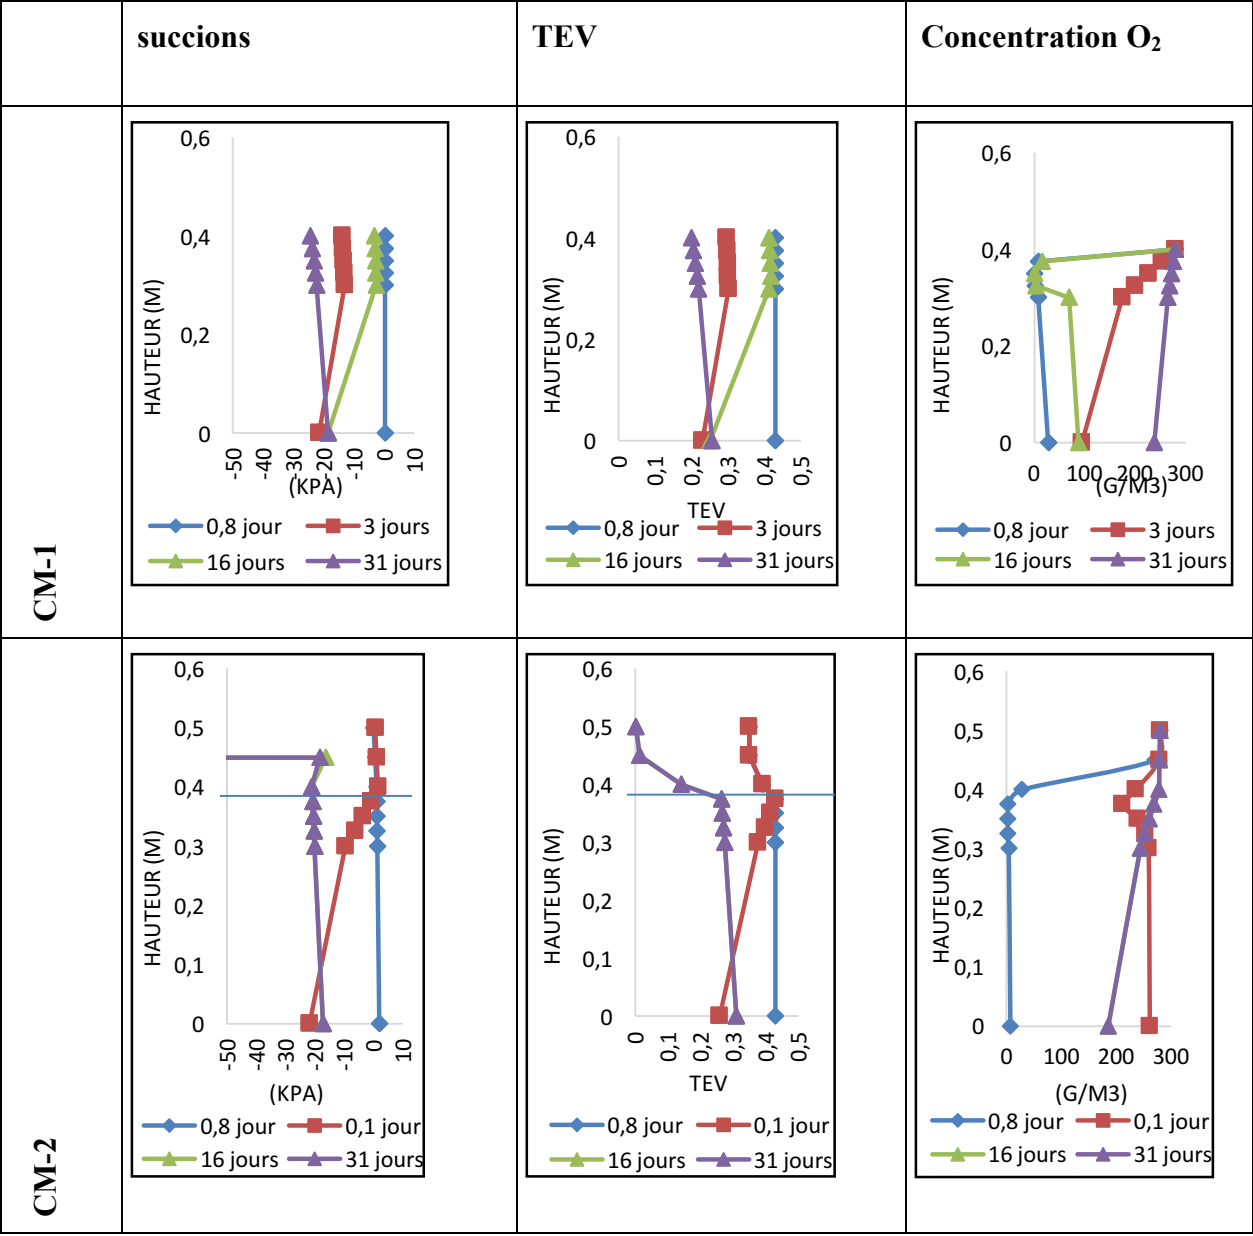 succions
TEV
Concentration O₂
CM-1
0,6
0,4
0,2
0
HAUTEUR (M)
-50
-40
-30
-20
-10
0
10
(KPA)
0,8 jour
3 jours
16 jours
31 jours
0,6
0,4
0,2
0
HAUTEUR (M)
0
0,1
0,2
0,3
0,4
0,5
TEV
0,8 jour
3 jours
16 jours
31 jours
0,6
0,4
0,2
0
HAUTEUR (M)
0
100
200
300
(G/M3)
0,8 jour
3 jours
16 jours
31 jours
CM-2
0,6
0,5
0,4
0,3
0,2
0,1
0
HAUTEUR (M)
-50
-40
-30
-20
-10
0
10
(KPA)
0,8 jour
0,1 jour
16 jours
31 jours
0,6
0,5
0,4
0,3
0,2
0,1
0
HAUTEUR (M)
0
0,1
0,2
0,3
0,4
0,5
TEV
0,8 jour
0,1 jour
16 jours
31 jours
0,6
0,5
0,4
0,3
0,2
0,1
0
HAUTEUR (M)
0
100
200
300
(G/M3)
0,8 jour
0,1 jour
16 jours
31 jours